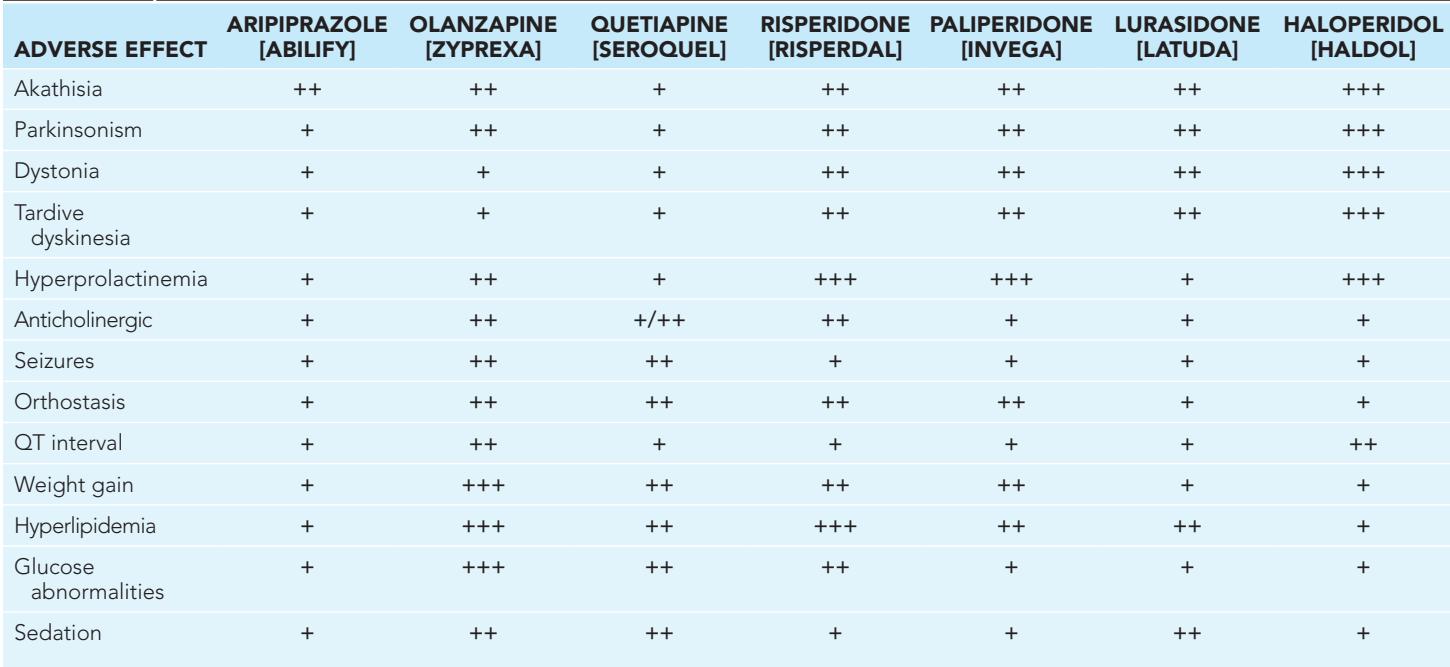 ADVERSE EFFECT ARIPIPRAZOLE [ABILIFY] OLANZAPINE [ZYPREXA] QUETIAPINE [SEROQUEL] RISPERIDONE [RISPERDAL] PALIPERIDONE [INVEGA] LURASIDONE [LATUDA] HALOPERIDOL [HALDOL]
Akathisia ++ ++ + ++ ++ ++ +++
Parkinsonism + ++ + ++ ++ ++ +++
Dystonia + + + ++ ++ ++ +++
Tardive + + + ++ ++ ++ +++
dyskinesia
Hyperprolactinemia + ++ + +++ +++ + +++
Anticholinergic + ++ +/++ ++ + + +
Seizures + ++ ++ + + + +
Orthostasis + ++ ++ ++ ++ + +
QT interval + ++ + + + + ++
Weight gain + +++ ++ ++ ++ + +
Hyperlipidemia + +++ ++ +++ ++ ++ +
Glucose + +++ ++ ++ + + +
abnormalities
Sedation + ++ ++ + + ++ +